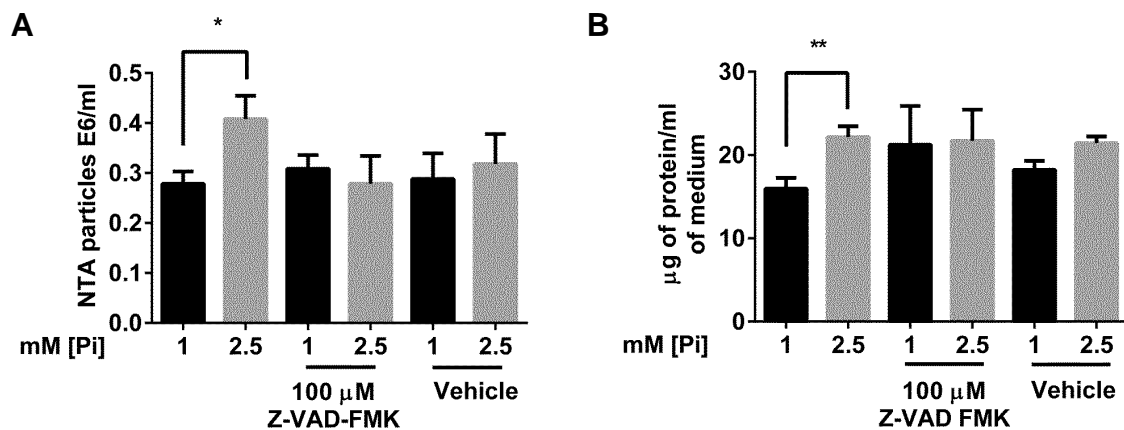 A
*
NTA particles E6/ml
0.5
0.4
0.3
0.2
0.1
0.0
mM [Pi] 1 2.5 1 2.5 1 2.5
100 μM Vehicle
Z-VAD-FMK
B
**
μg of protein/ml
of medium
30
20
10
0
mM [Pi] 1 2.5 1 2.5 1 2.5
100 μM Vehicle
Z-VAD FMK